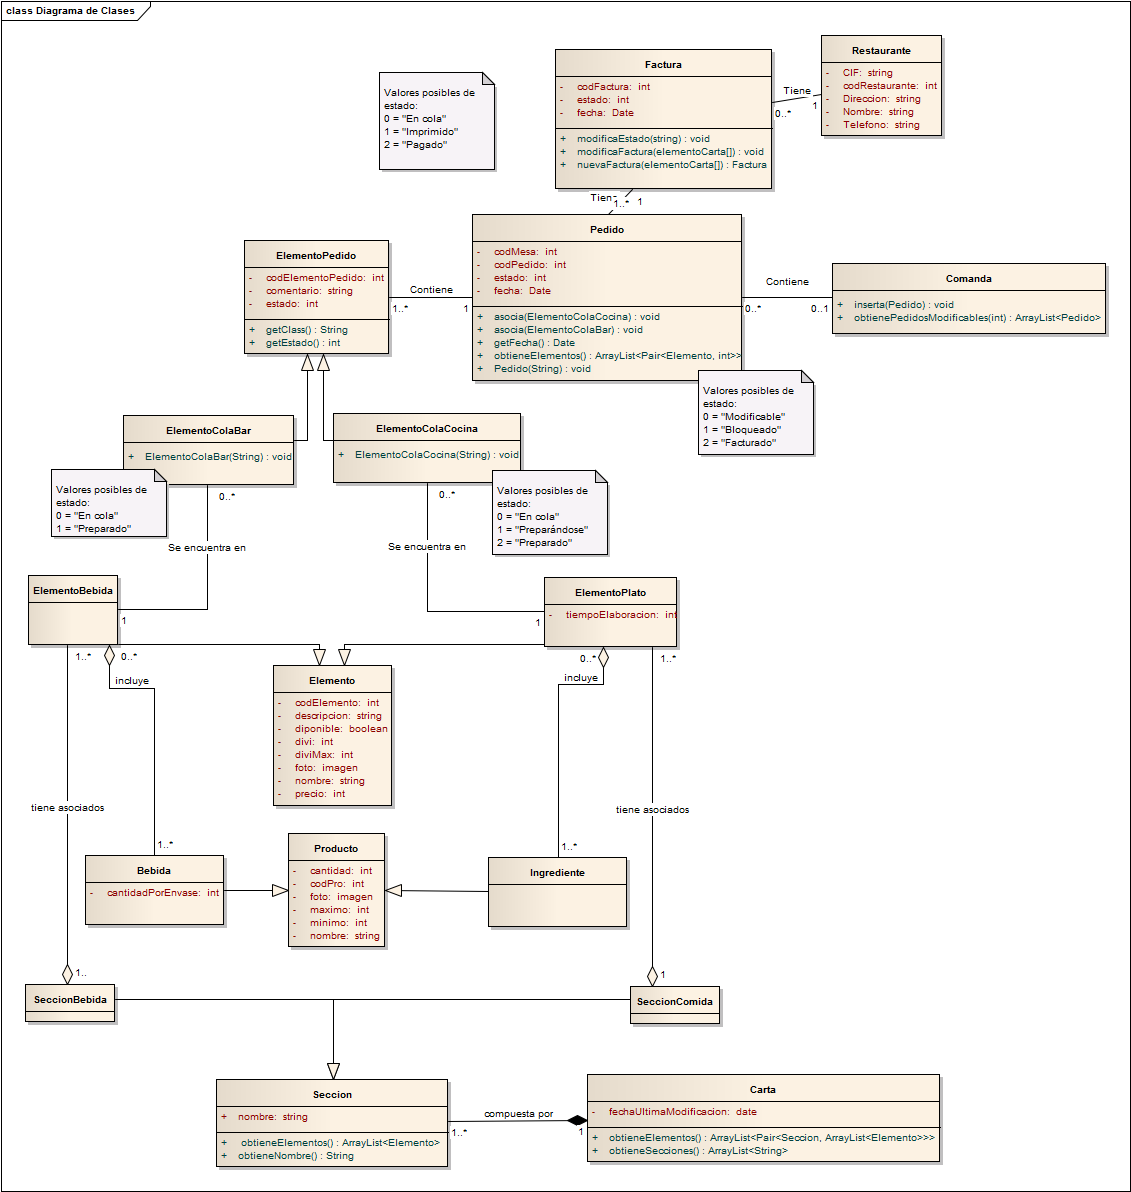 class Diagrama de Clases
Restaurante
- CIF: string
- codRestaurante: int
- Direccion: string
- Nombre: string
- Telefono: string
Factura
- codFactura: int
- estado: int
- fecha: Date
+ modificaEstado(string) : void
+ modificaFactura(elementoCarta[]) : void
+ nuevaFactura(elementoCarta[]) : Factura
Tiene
0..*
1
Valores posibles de
estado:
0 = "En cola"
1 = "Imprimido"
2 = "Pagado"
Tiene
1..*
1
Pedido
- codMesa: int
- codPedido: int
- estado: int
- fecha: Date
+ asocia(ElementoColaCocina) : void
+ asocia(ElementoColaBar) : void
+ getFecha() : Date
+ obtieneElementos() : ArrayList<Pair<Elemento, int>>
+ Pedido(String) : void
ElementoPedido
- codElementoPedido: int
- comentario: string
- estado: int
+ getClass() : String
+ getEstado() : int
Contiene
1..*
1
Contiene
0..*
0..1
Comanda
+ inserta(Pedido) : void
+ obtienePedidosModificables(int) : ArrayList<Pedido>
Valores posibles de
estado:
0 = "Modificable"
1 = "Bloqueado"
2 = "Facturado"
ElementoColaBar
+ ElementoColaBar(String) : void
ElementoColaCocina
+ ElementoColaCocina(String) : void
Valores posibles de
estado:
0 = "En cola"
1 = "Preparado"
Valores posibles de
estado:
0 = "En cola"
1 = "Preparándose"
2 = "Preparado"
0..*
0..*
Se encuentra en
Se encuentra en
ElementoBebida
1
ElementoPlato
- tiempoElaboracion: int
1
1..*
0..*
incluye
0..*
1..*
incluye
Elemento
- codElemento: int
- descripcion: string
- diponible: boolean
- divi: int
- diviMax: int
- foto: imagen
- nombre: string
- precio: int
tiene asociados
tiene asociados
1..*
1..*
Bebida
- cantidadPorEnvase: int
Producto
- cantidad: int
- codPro: int
- foto: imagen
- maximo: int
- minimo: int
- nombre: string
Ingrediente
1..
1
SeccionBebida
SeccionComida
Seccion
+ nombre: string
+ obtieneElementos() : ArrayList<Elemento>
+ obtieneNombre() : String
compuesta por
1..*
1
Carta
- fechaUltimaModificacion: date
+ obtieneElementos() : ArrayList<Pair<Seccion, ArrayList<Elemento>>>
+ obtieneSecciones() : ArrayList<String>